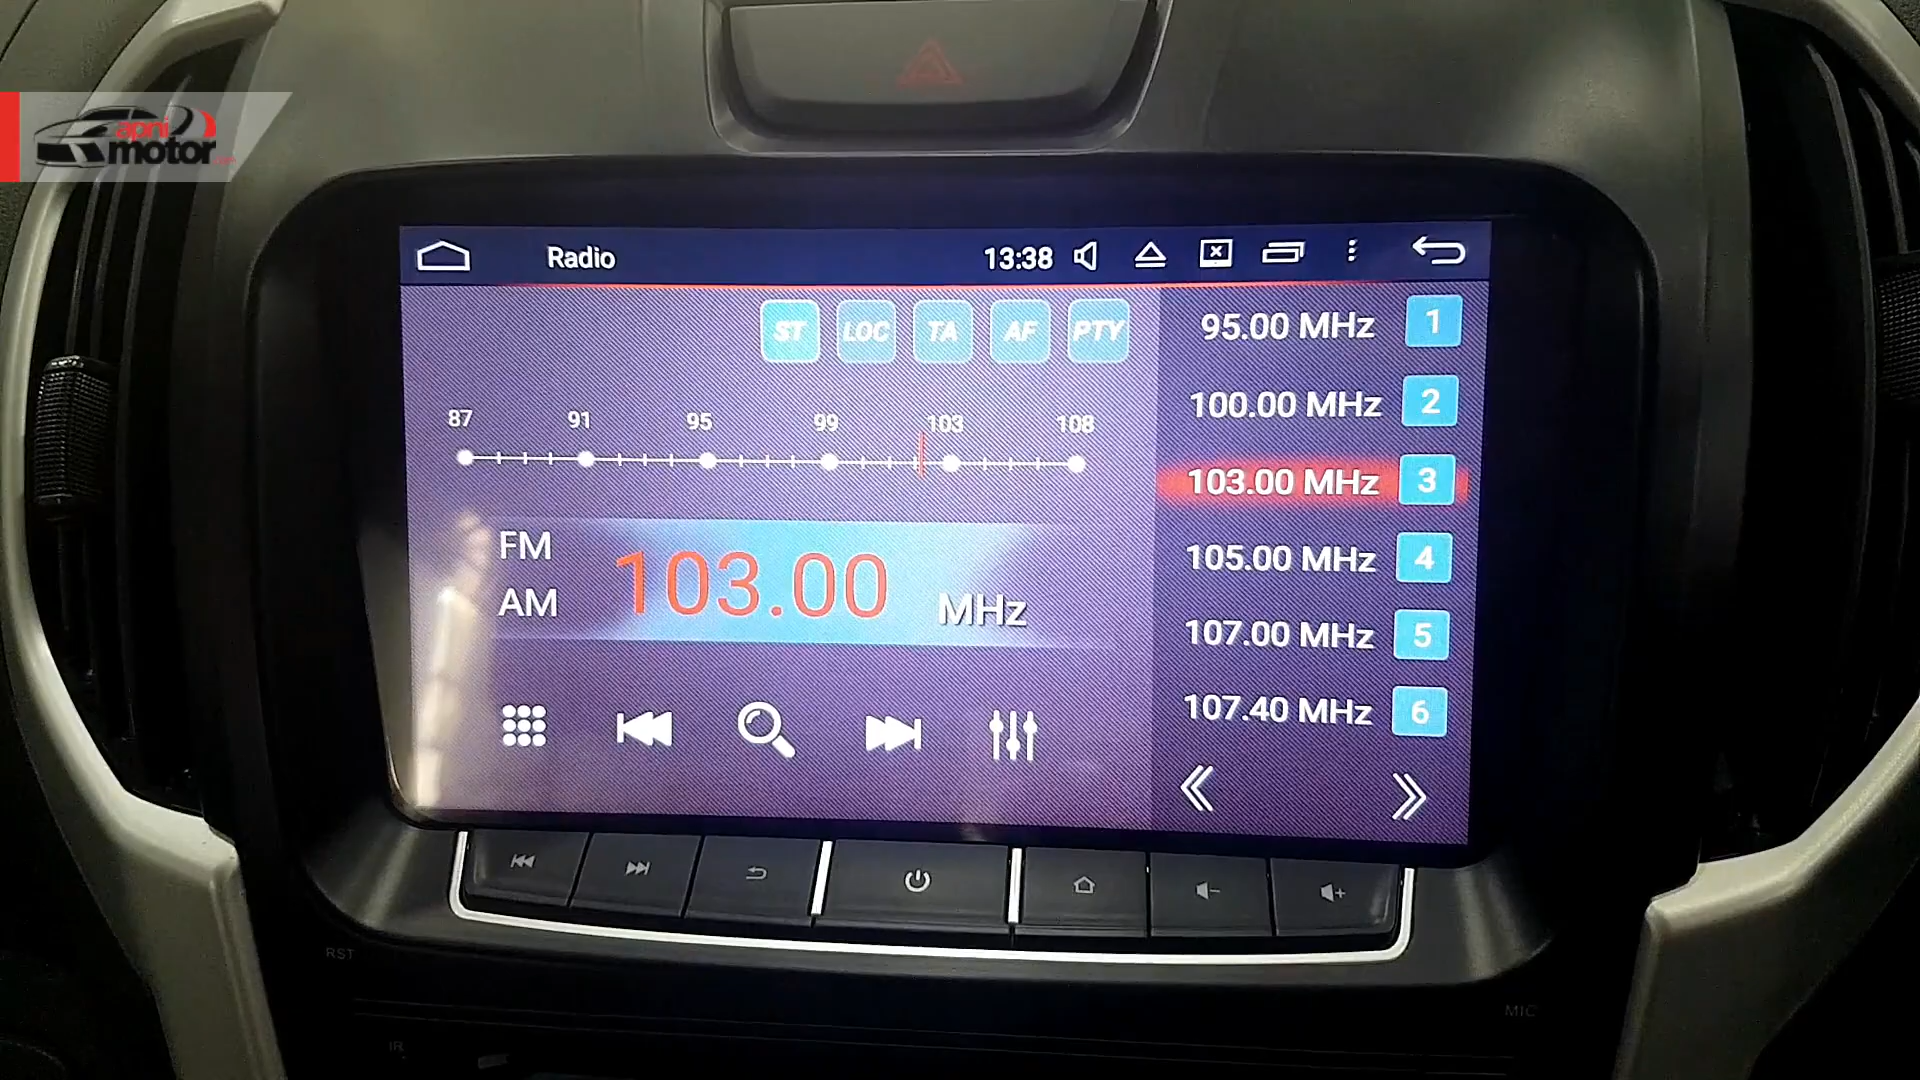 apni
motor
Radio 13:38
ST LOC TA AF PTY
87 91 95 99 103 108
FM
AM
103.00 MHz
95.00 MHz 1
100.00 MHz 2
103.00 MHz 3
105.00 MHz 4
107.00 MHz 5
107.40 MHz 6
RST
MIC
IR